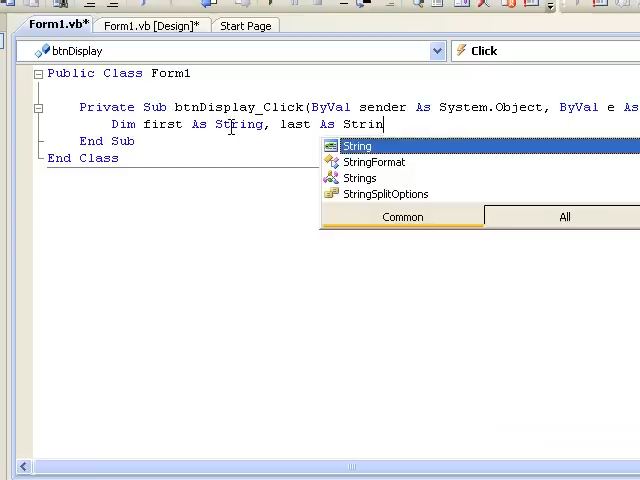 Form1.vb* Form1.vb [Design]* Start Page
btnDisplay Click
Public Class Form1
Private Sub btnDisplay_Click(ByVal sender As System.Object, ByVal e As
Dim first As String, last As Strin
End Sub
End Class
String
StringFormat
Strings
StringSplitOptions
Common All